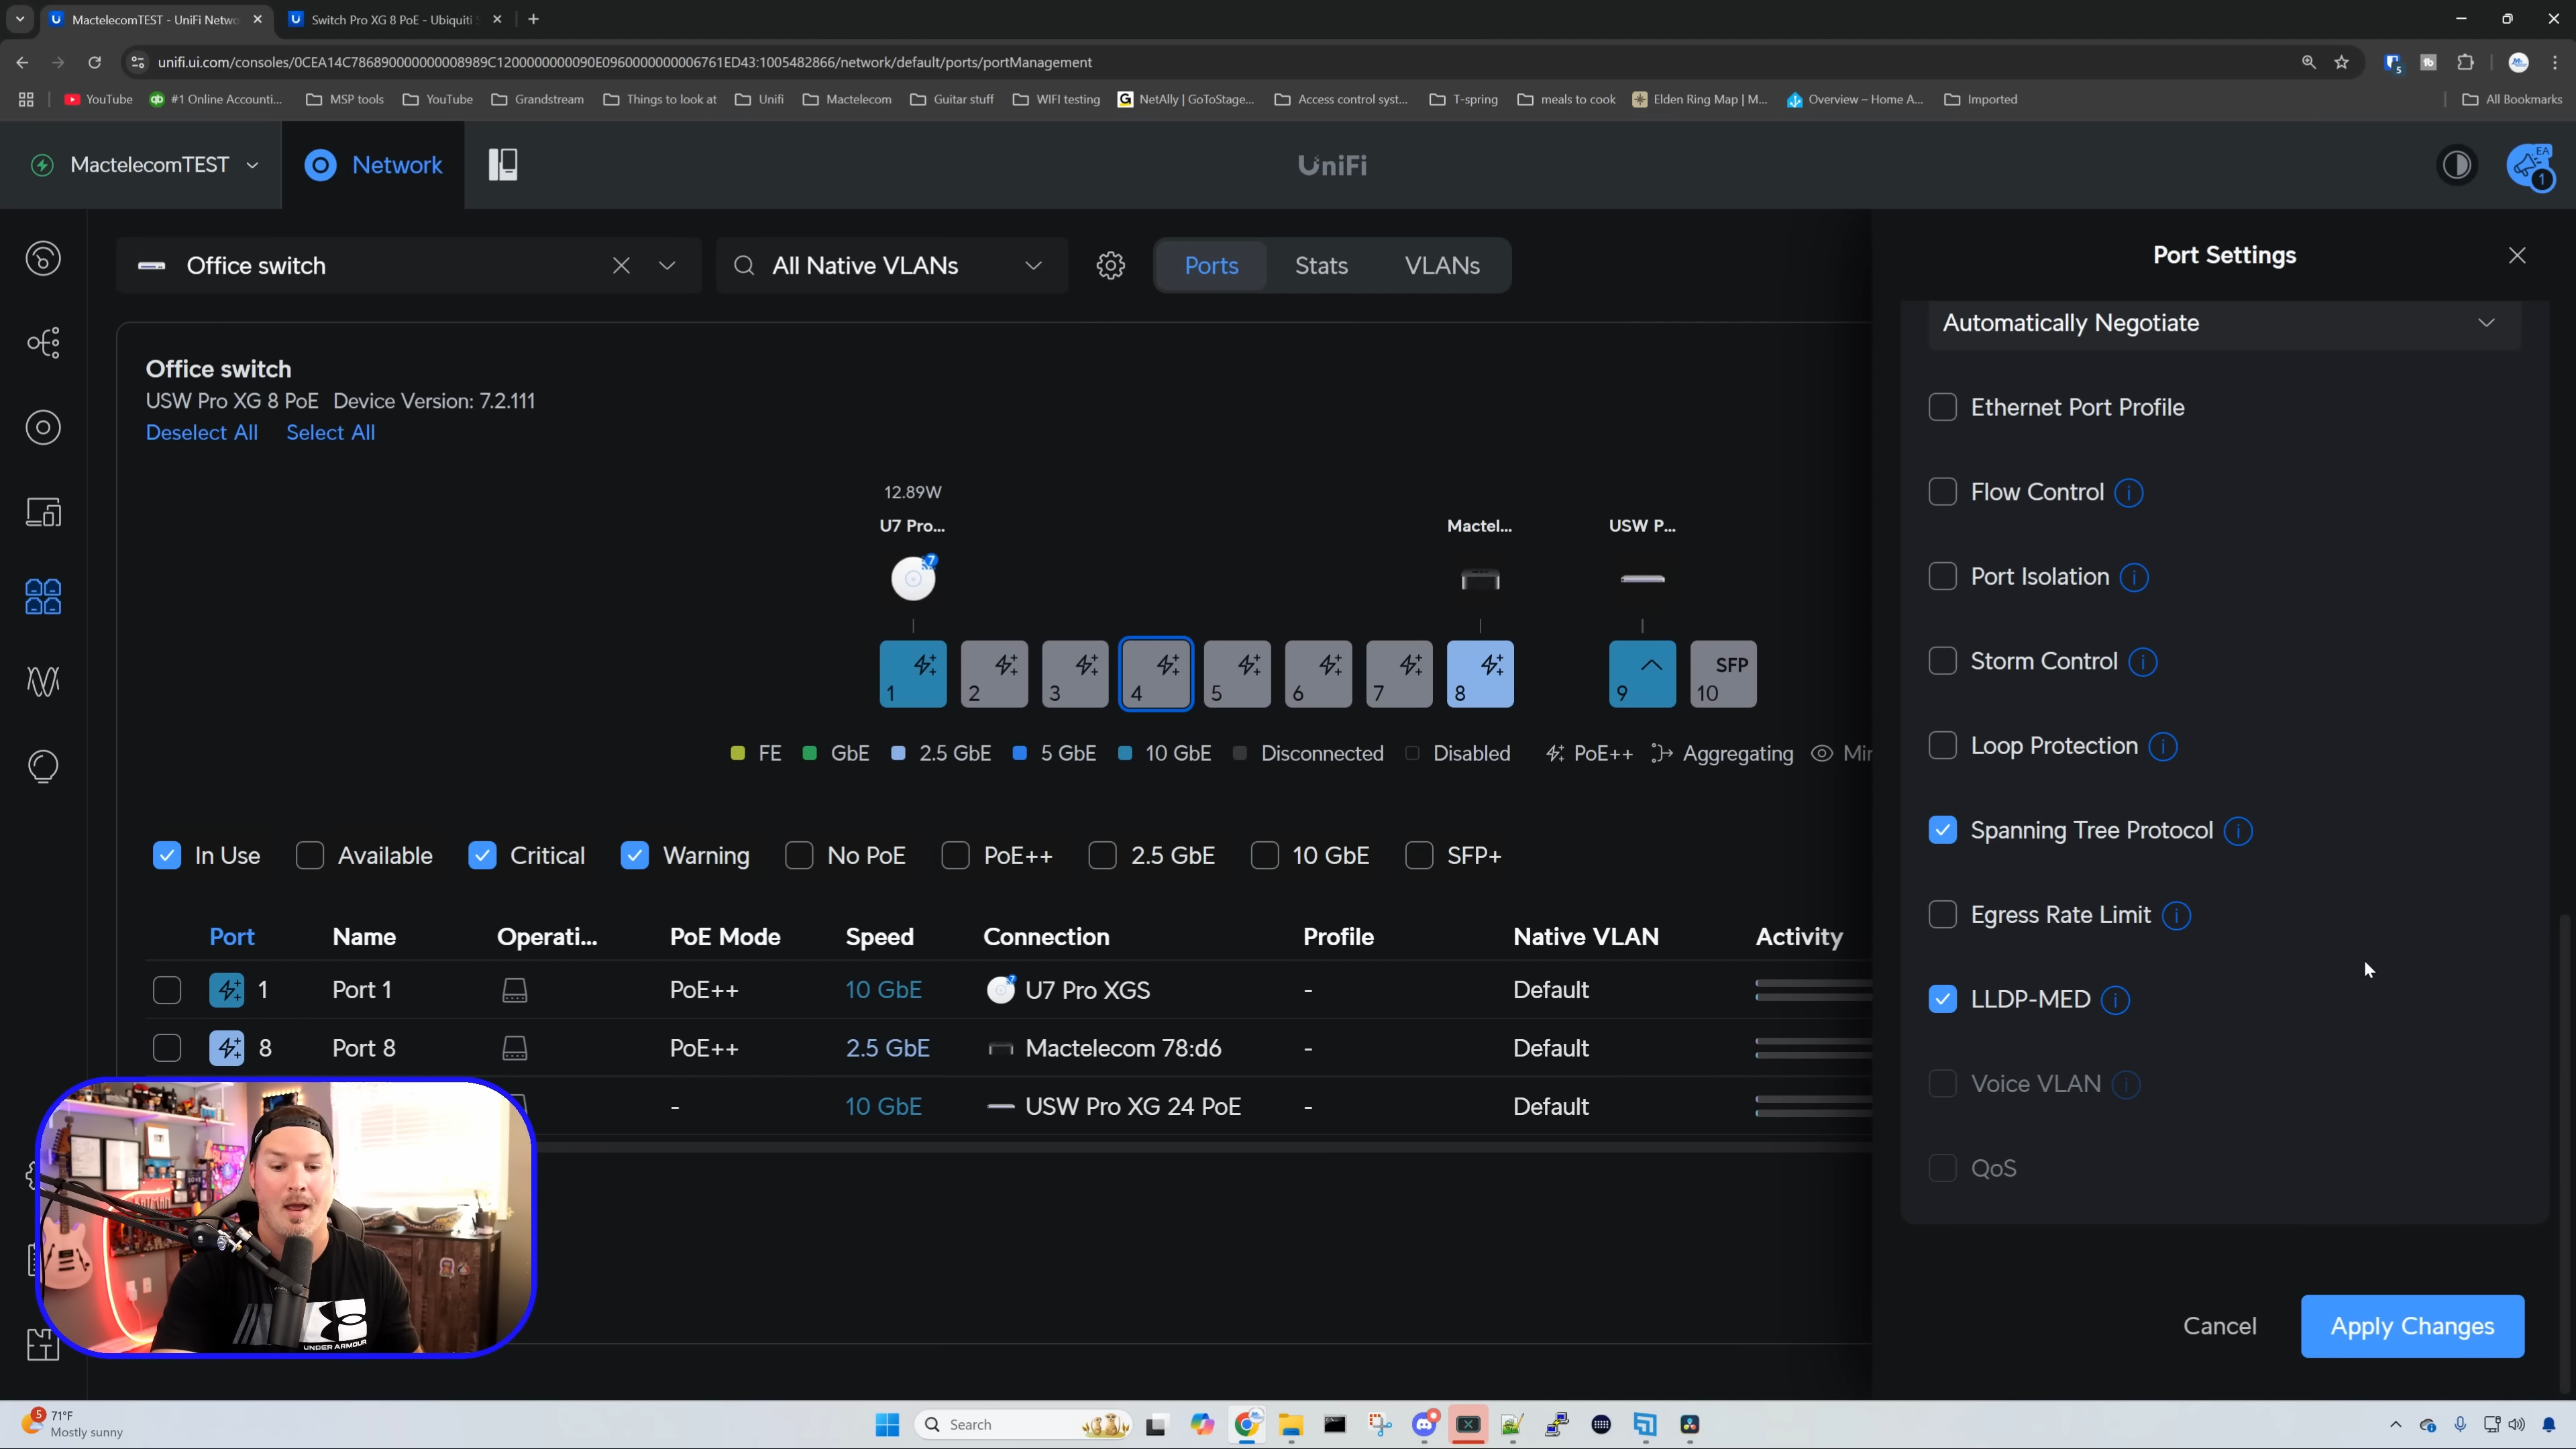 MactelecomTEST - UniFi Netwo
Switch Pro XG 8 PoE - Ubiquiti
unifi.ui.com/consoles/0CEA14C786890000000008989C1200000000090E0960000000006761ED43:1005482866/network/default/ports/portManagement
5
YouTube
#1 Online Accounti...
MSP tools
YouTube
Grandstream
Things to look at
Unifi
Mactelecom
Guitar stuff
WIFI testing
NetAlly | GoToStage...
Access control syst...
T-spring
meals to cook
Elden Ring Map | M...
Overview – Home A...
Imported
All Bookmarks
MactelecomTEST
Network
UniFi
EA
1
Office switch
All Native VLANs
Ports
Stats
VLANs
Office switch
USW Pro XG 8 PoE Device Version: 7.2.111
Deselect All Select All
12.89W
U7 Pro...
Mactel...
USW P...
7
1
2
3
4
5
6
7
8
9
SFP
10
FE
GbE
2.5 GbE
5 GbE
10 GbE
Disconnected
Disabled
PoE++
Aggregating
In Use
Available
Critical
Warning
No PoE
PoE++
2.5 GbE
10 GbE
SFP+
Port Name Operati... PoE Mode Speed Connection Profile Native VLAN Activity
1 Port 1 PoE++ 10 GbE U7 Pro XGS - Default
8 Port 8 PoE++ 2.5 GbE Mactelecom 78:d6 - Default
- 10 GbE USW Pro XG 24 PoE - Default
Port Settings
Automatically Negotiate
Ethernet Port Profile
Flow Control
Port Isolation
Storm Control
Loop Protection
Spanning Tree Protocol
Egress Rate Limit
LLDP-MED
Voice VLAN
QoS
Cancel
Apply Changes
UNDER ARMOUR
5
71°F
Mostly sunny
Search